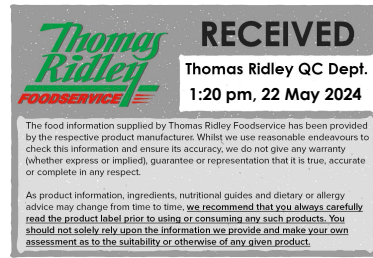 Thomas
Ridley
FOODSERVICE
RECEIVED
Thomas Ridley QC Dept.
1:20 pm, 22 May 2024
The food information supplied by Thomas Ridley Foodservice has been provided
by the respective product manufacturer. Whilst we use reasonable endeavours to
check this information and ensure its accuracy, we do not give any warranty
(whether express or implied), guarantee or representation that it is true, accurate
or complete in any respect.
As product information, ingredients, nutritional guides and dietary or allergy
advice may change from time to time, we recommend that you always carefully
read the product label prior to using or consuming any such products. You
should not solely rely upon the information we provide and make your own
assessment as to the suitability or otherwise of any given product.